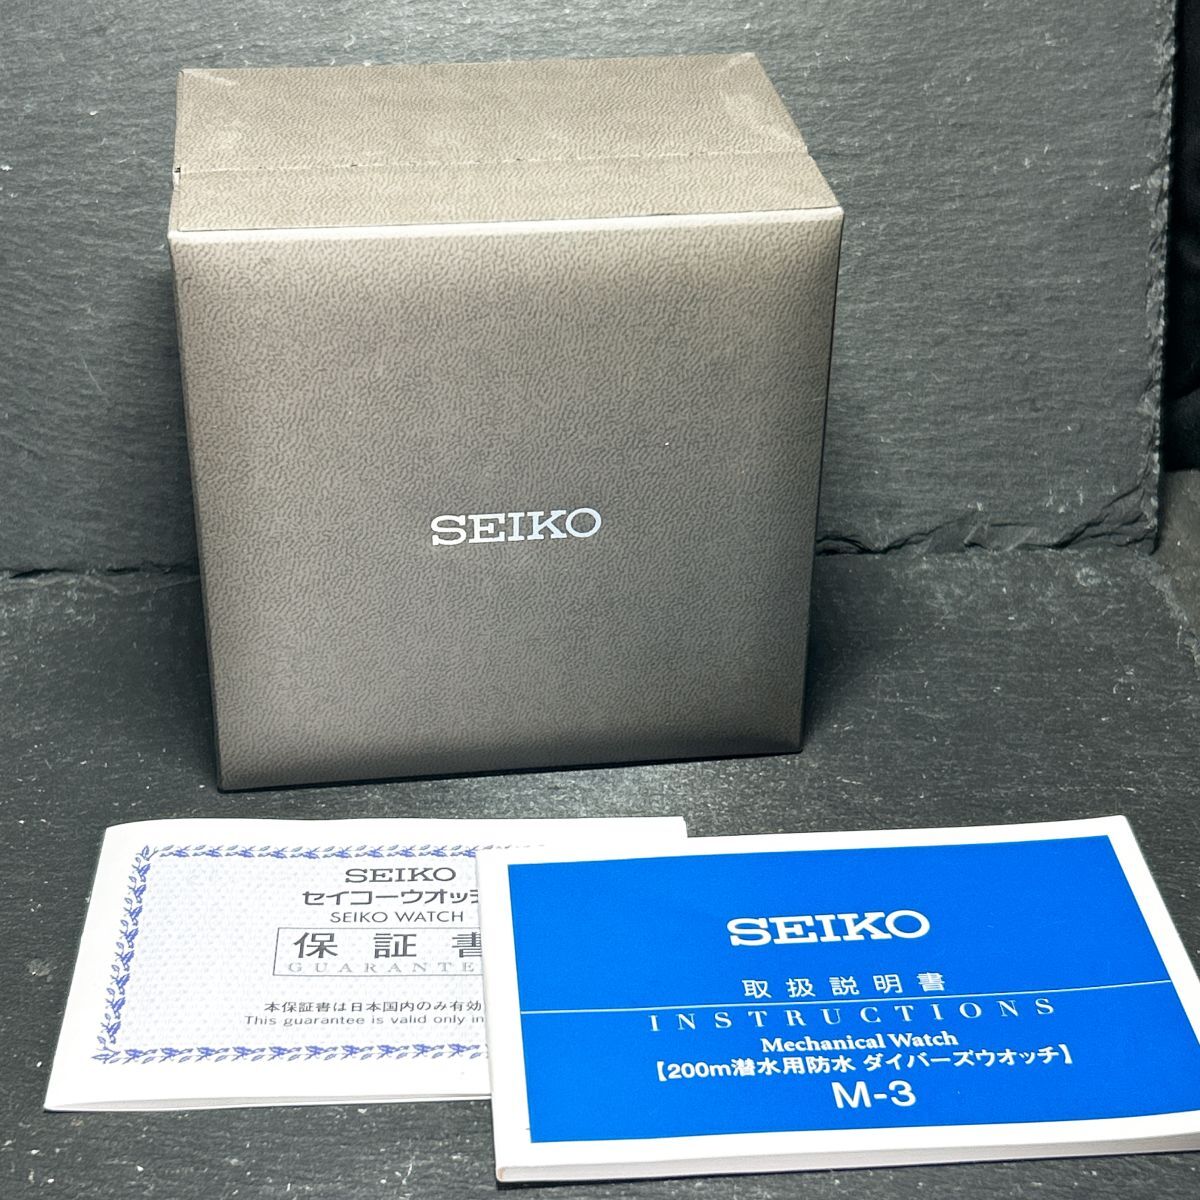 SEIKO
SEIKO
セイコーウオッチ
SEIKO WATCH
保証書
GUARANTE
本保証書は日本国内のみ有効
This guarantee is valid only in
SEIKO
取扱説明書
INSTRUCTIONS
Mechanical Watch
【200m潜水用防水 ダイバーズウオッチ】
M-3